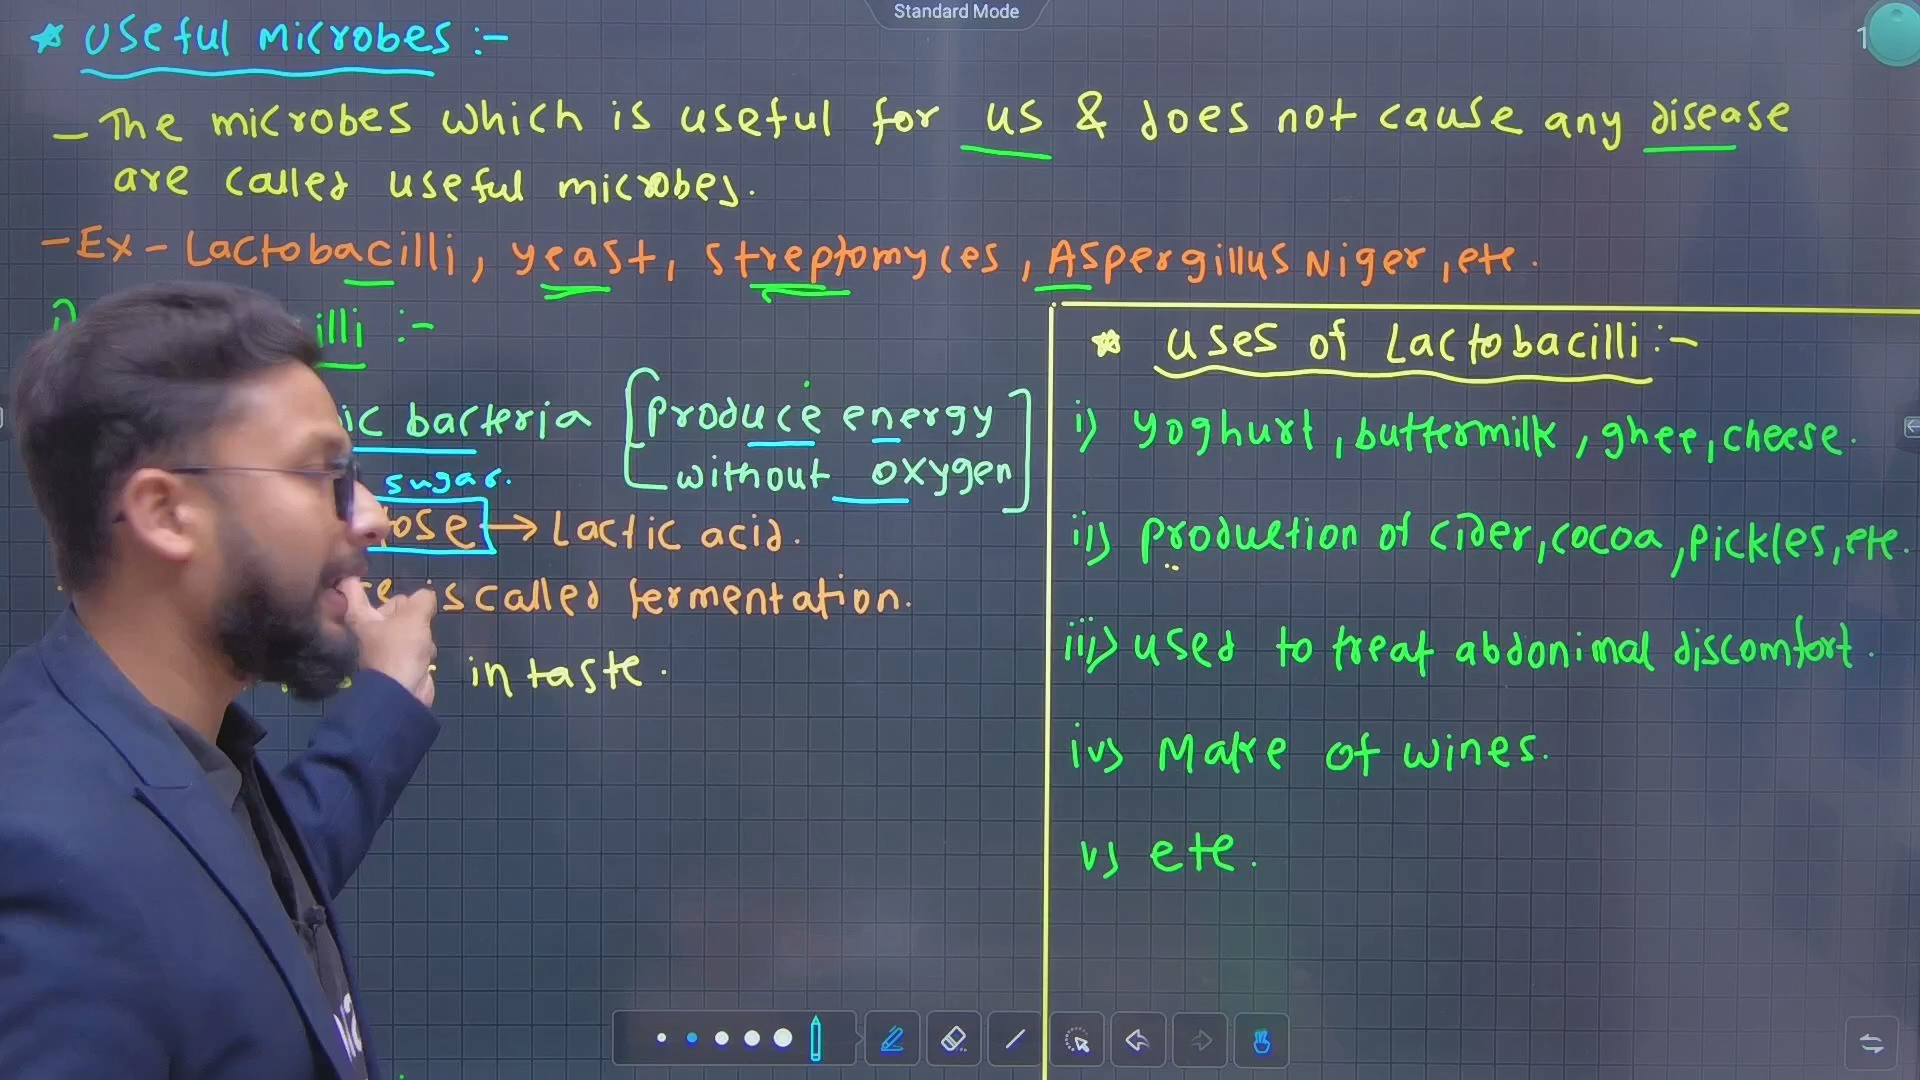 Standard Mode
1
* Useful Microbes :-
- The microbes which is useful for us & does not cause any disease
are called useful microbes.
- Ex - Lactobacilli, yeast, Streptomyces, Aspergillus Niger, etc.
illi :-
ic bacteria [Produce energy
without oxygen]
sugar.
ose → Lactic acid.
is called fermentation.
in taste.
* Uses of Lactobacilli :-
i) Yoghurt, buttermilk, ghee, cheese.
ii) Production of cider, cocoa, pickles, etc.
iii) used to treat abdonimal discomfort.
iv) Make of wines.
v) etc.